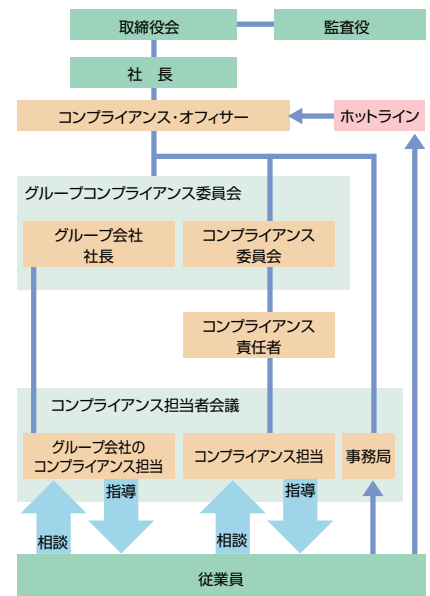 取締役会
監査役
社 長
コンプライアンス・オフィサー
ホットライン
グループコンプライアンス委員会
グループ会社
社長
コンプライアンス
委員会
コンプライアンス
責任者
コンプライアンス担当者会議
グループ会社の
コンプライアンス担当
コンプライアンス担当
事務局
指導
指導
相談
相談
従業員